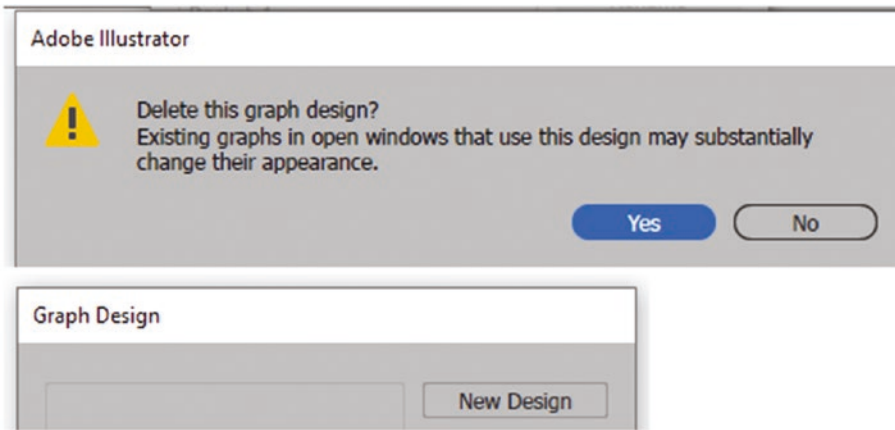 Adobe Illustrator
Delete this graph design?
Existing graphs in open windows that use this design may substantially
change their appearance.
Yes
No
Graph Design
New Design